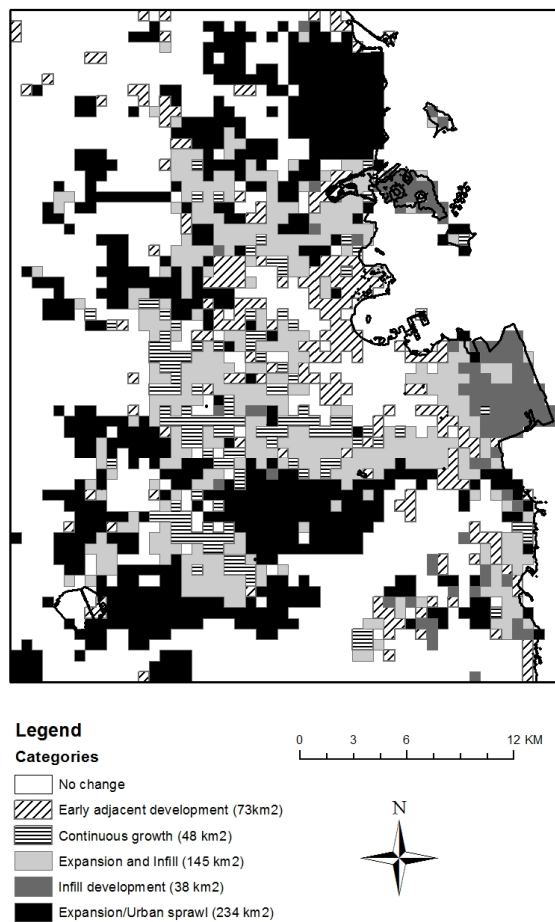 Legend
Categories
No change
Early adjacent development (73km2)
Continuous growth (48 km2)
Expansion and Infill (145 km2)
Infill development (38 km2)
Expansion/Urban sprawl (234 km2)
0 3 6 12 KM
N